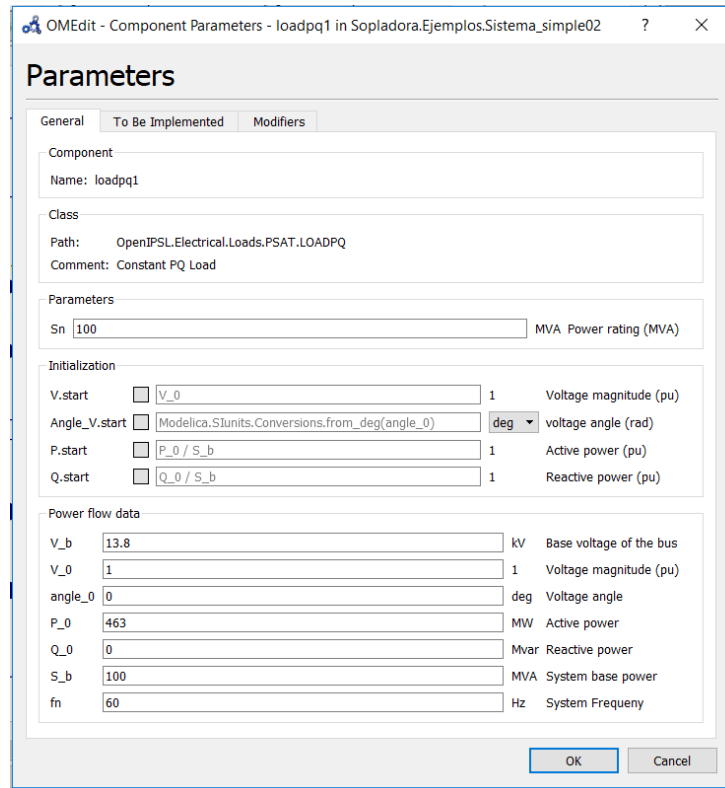 OMEdit - Component Parameters - loadpq1 in Sopladora.Ejemplos.Sistema_simple02 ? ×
Parameters
General To Be Implemented Modifiers
Component
Name: loadpq1
Class
Path: OpenIPSL.Electrical.Loads.PSAT.LOADPQ
Comment: Constant PQ Load
Parameters
Sn 100 MVA Power rating (MVA)
Initialization
V.start V_0 1 Voltage magnitude (pu)
Angle_V.start Modelica.SIunits.Conversions.from_deg(angle_0) deg voltage angle (rad)
P.start P_0 / S_b 1 Active power (pu)
Q.start Q_0 / S_b 1 Reactive power (pu)
Power flow data
V_b 13.8 kV Base voltage of the bus
V_0 1 1 Voltage magnitude (pu)
angle_0 0 deg Voltage angle
P_0 463 MW Active power
Q_0 0 Mvar Reactive power
S_b 100 MVA System base power
fn 60 Hz System Frequeny
OK Cancel